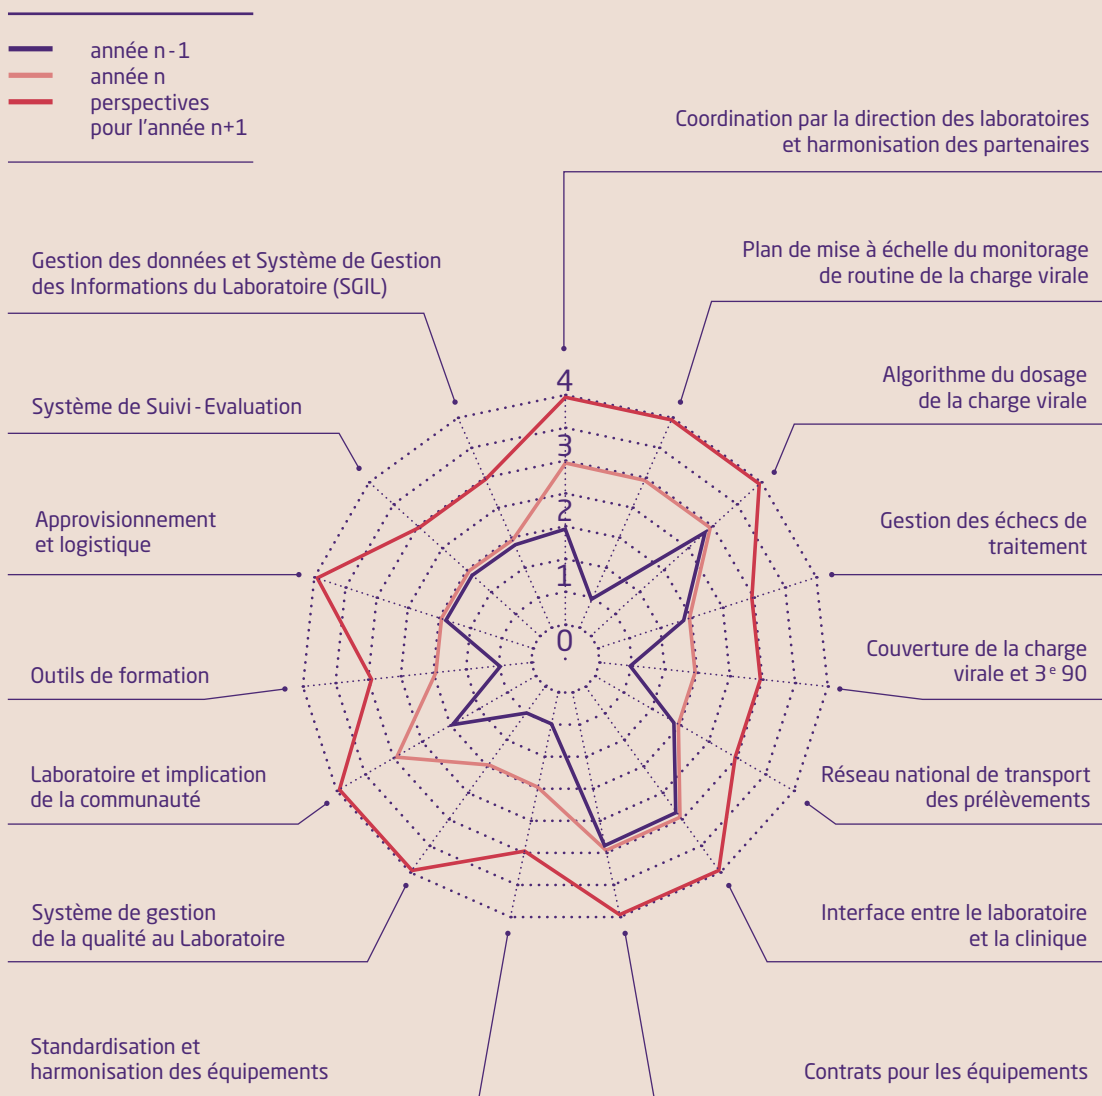 année n-1
année n
perspectives
pour l'année n+1
Coordination par la direction des laboratoires
et harmonisation des partenaires
Plan de mise à échelle du monitorage
de routine de la charge virale
Gestion des données et Système de Gestion
des Informations du Laboratoire (SGIL)
Algorithme du dosage
de la charge virale
Système de Suivi-Evaluation
Approvisionnement
et logistique
Gestion des échecs de
traitement
Outils de formation
Couverture de la charge
virale et 3e 90
Laboratoire et implication
de la communauté
Réseau national de transport
des prélèvements
Système de gestion
de la qualité au Laboratoire
Interface entre le laboratoire
et la clinique
Standardisation et
harmonisation des équipements
Contrats pour les équipements
4
3
2
1
0